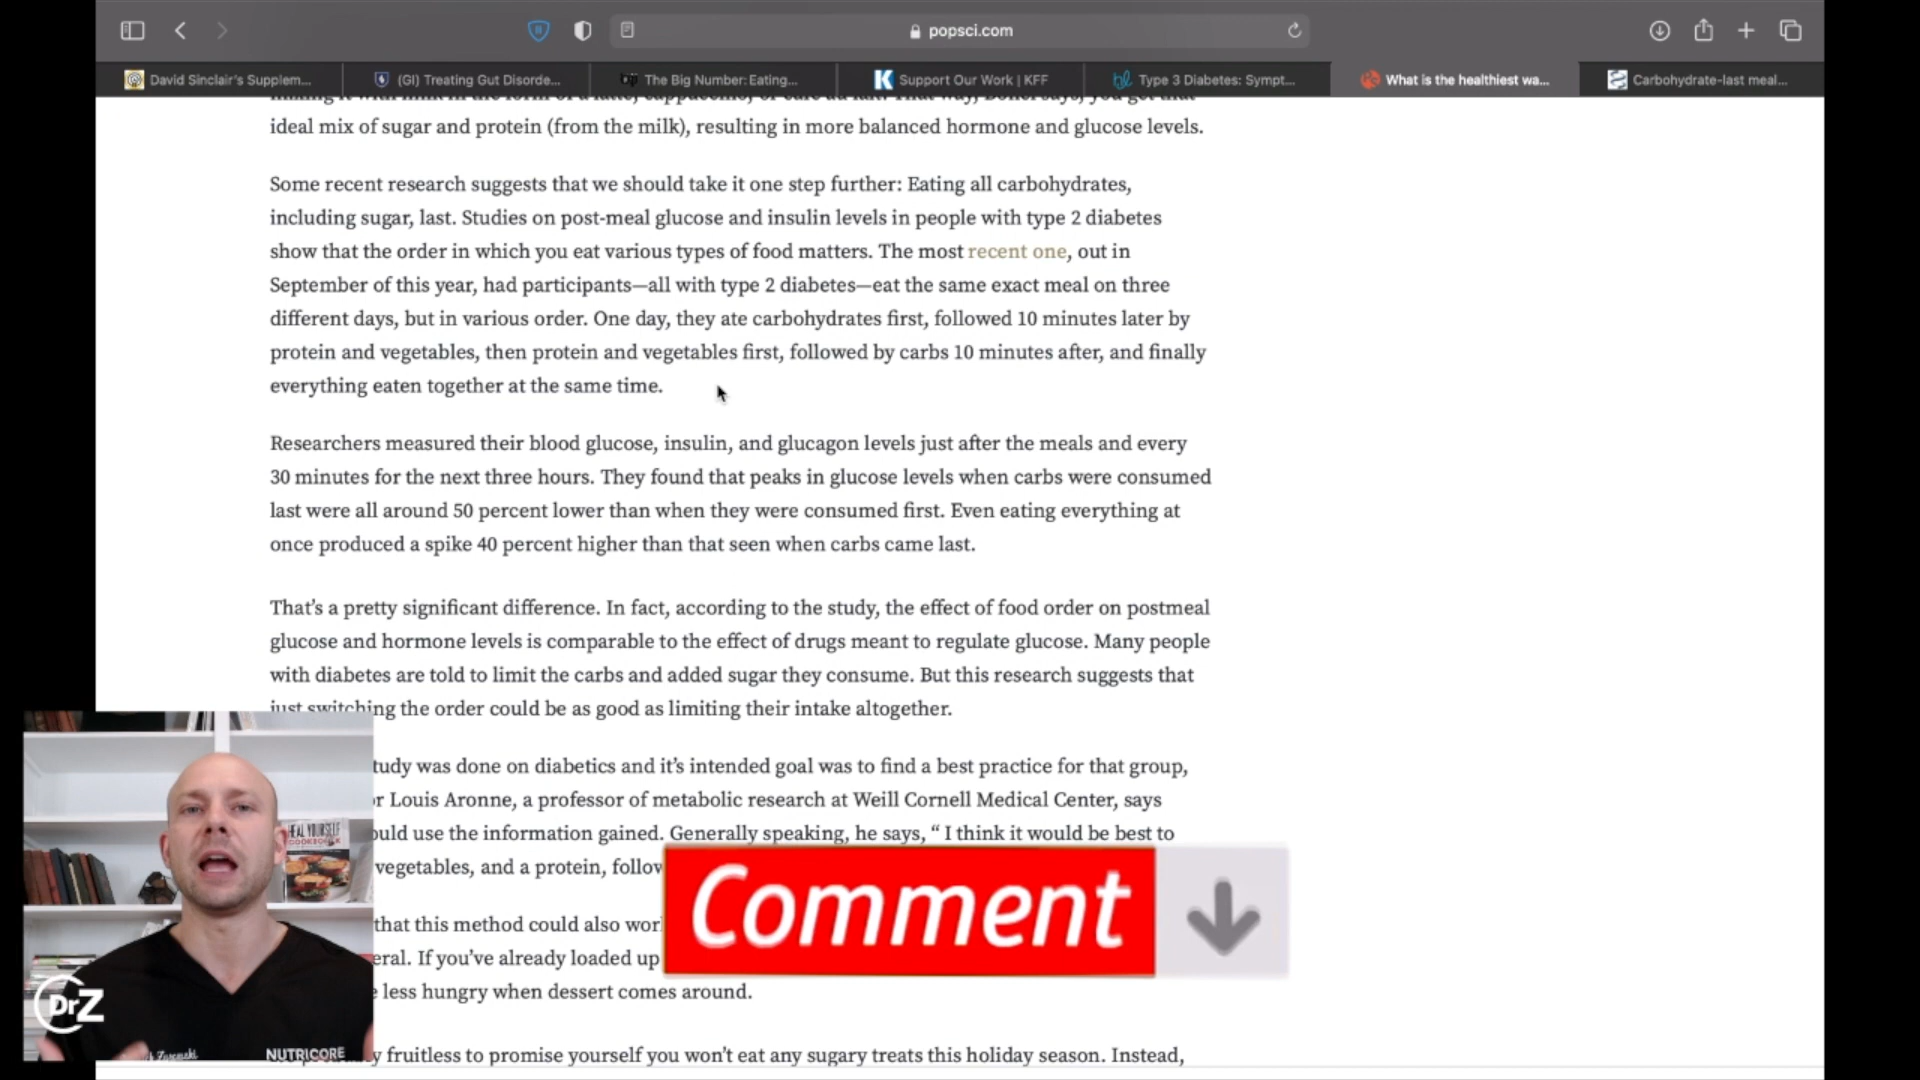 popsci.com
David Sinclair's Supplem...
(GI) Treating Gut Disorde...
The Big Number: Eating...
Support Our Work | KFF
Type 3 Diabetes: Sympt...
What is the healthiest wa...
Carbohydrate-last meal...
ideal mix of sugar and protein (from the milk), resulting in more balanced hormone and glucose levels.
Some recent research suggests that we should take it one step further: Eating all carbohydrates,
including sugar, last. Studies on post-meal glucose and insulin levels in people with type 2 diabetes
show that the order in which you eat various types of food matters. The most recent one, out in
September of this year, had participants—all with type 2 diabetes—eat the same exact meal on three
different days, but in various order. One day, they ate carbohydrates first, followed 10 minutes later by
protein and vegetables, then protein and vegetables first, followed by carbs 10 minutes after, and finally
everything eaten together at the same time.
Researchers measured their blood glucose, insulin, and glucagon levels just after the meals and every
30 minutes for the next three hours. They found that peaks in glucose levels when carbs were consumed
last were all around 50 percent lower than when they were consumed first. Even eating everything at
once produced a spike 40 percent higher than that seen when carbs came last.
That's a pretty significant difference. In fact, according to the study, the effect of food order on postmeal
glucose and hormone levels is comparable to the effect of drugs meant to regulate glucose. Many people
with diabetes are told to limit the carbs and added sugar they consume. But this research suggests that
just switching the order could be as good as limiting their intake altogether.
tudy was done on diabetics and it's intended goal was to find a best practice for that group,
r Louis Aronne, a professor of metabolic research at Weill Cornell Medical Center, says
ould use the information gained. Generally speaking, he says, “ I think it would be best to
vegetables, and a protein, follov
that this method could also wor
eral. If you've already loaded up
e less hungry when dessert comes around.
y fruitless to promise yourself you won't eat any sugary treats this holiday season. Instead,
Comment
HEAL YOURSELF
COOKBOOK
DrZ
NUTRICORE